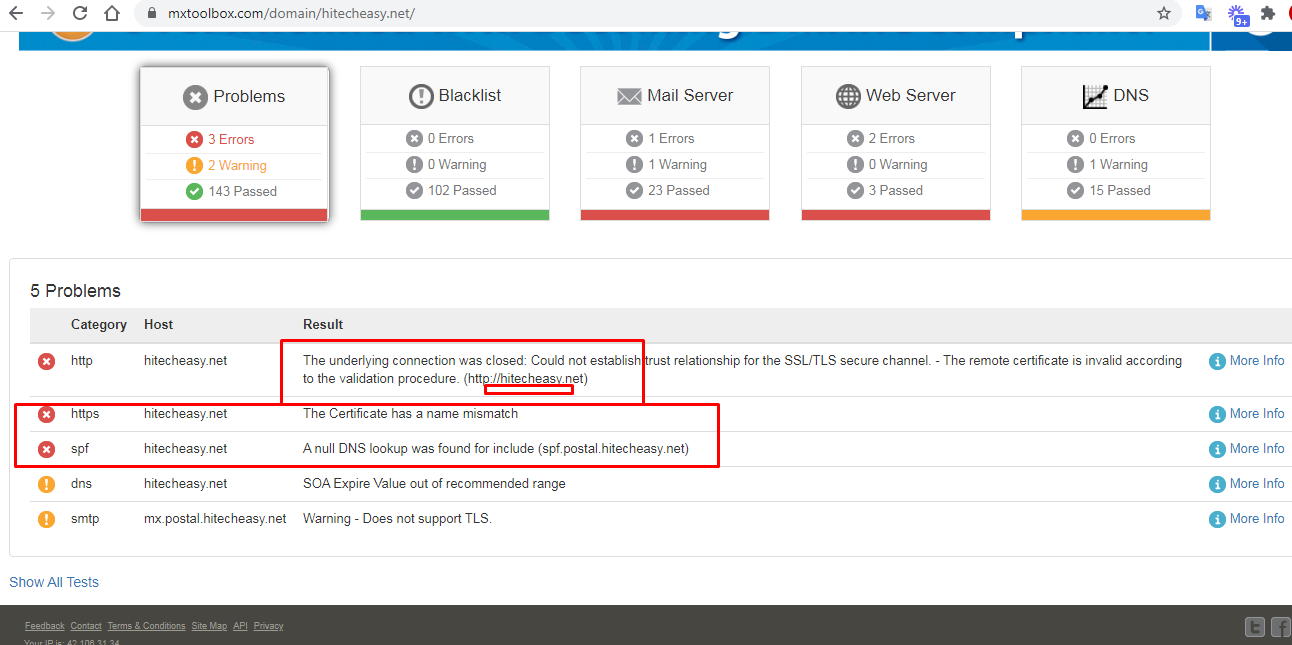 mxtoolbox.com/domain/hitecheasy.net/
9+
Problems
3 Errors
2 Warning
143 Passed
Blacklist
0 Errors
0 Warning
102 Passed
Mail Server
1 Errors
1 Warning
23 Passed
Web Server
2 Errors
0 Warning
3 Passed
DNS
0 Errors
1 Warning
15 Passed
5 Problems
Category Host Result
http hitecheasy.net The underlying connection was closed: Could not establish trust relationship for the SSL/TLS secure channel. - The remote certificate is invalid according More Info
to the validation procedure. (http://hitecheasy.net)
https hitecheasy.net The Certificate has a name mismatch More Info
spf hitecheasy.net A null DNS lookup was found for include (spf.postal.hitecheasy.net) More Info
dns hitecheasy.net SOA Expire Value out of recommended range More Info
smtp mx.postal.hitecheasy.net Warning - Does not support TLS. More Info
Show All Tests
Feedback Contact Terms & Conditions Site Map API Privacy
Your IP is: 42.106.31.34